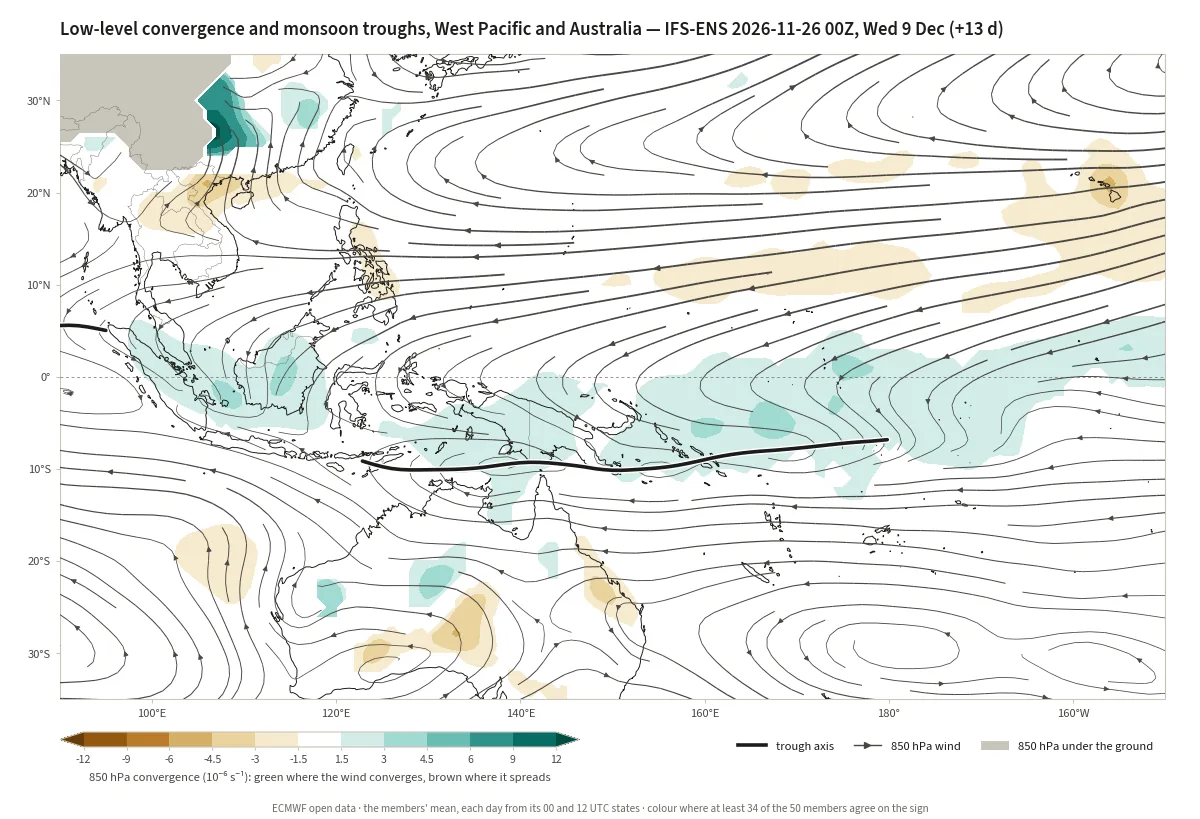 Low-level convergence and monsoon troughs, West Pacific and Australia — IFS-ENS 2026-11-26 00Z, Wed 9 Dec (+13 d)
30°N
20°N
10°N
0°
10°S
20°S
30°S
100°E 120°E 140°E 160°E 180° 160°W
-12 -9 -6 -4.5 -3 -1.5 1.5 3 4.5 6 9 12
850 hPa convergence (10⁻⁶ s⁻¹): green where the wind converges, brown where it spreads
trough axis 850 hPa wind 850 hPa under the ground
ECMWF open data · the members' mean, each day from its 00 and 12 UTC states · colour where at least 34 of the 50 members agree on the sign